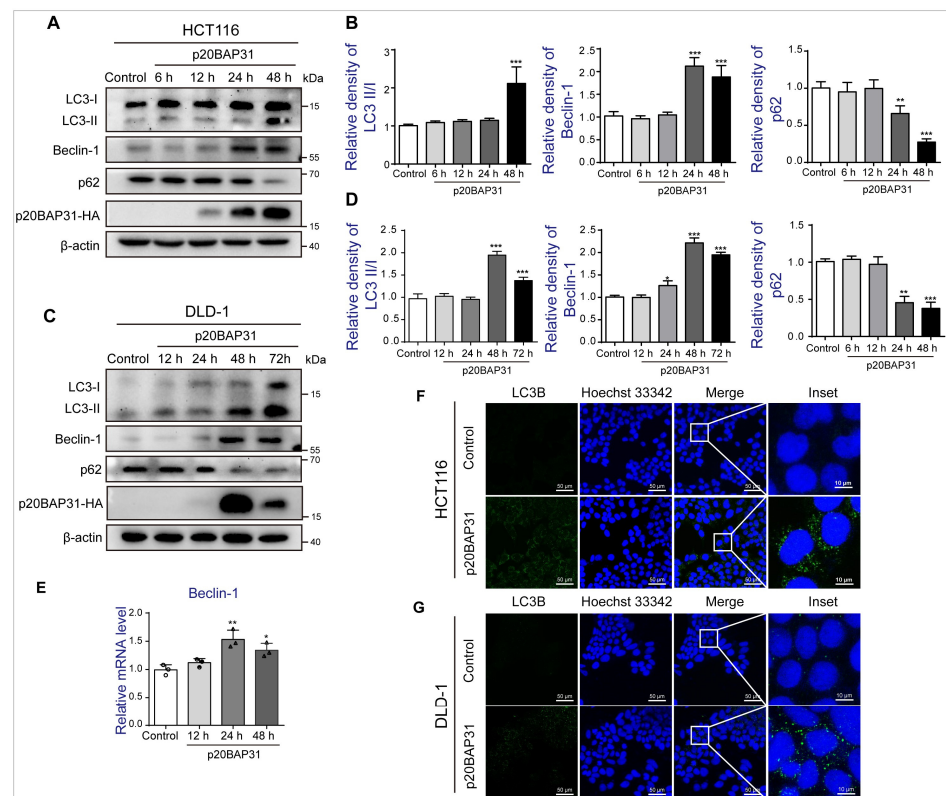 A
HCT116
p20BAP31
Control 6 h 12 h 24 h 48 h kDa
LC3-I
15
LC3-II
Beclin-1
55
p62
70
p20BAP31-HA
15
β-actin
40
B
Relative density of
LC3 II/I
0 1 2 3
***
Control 6 h 12 h 24 h 48 h
p20BAP31
Relative density of
Beclin-1
0.0 0.5 1.0 1.5 2.0 2.5
*** ***
Control 6 h 12 h 24 h 48 h
p20BAP31
Relative density of
p62
0.0 0.5 1.0 1.5
** ***
Control 6 h 12 h 24 h 48 h
p20BAP31
C
DLD-1
p20BAP31
Control 12 h 24 h 48 h 72h kDa
LC3-I
15
LC3-II
Beclin-1
55
p62
70
p20BAP31-HA
15
β-actin
40
D
Relative density of
LC3 II/I
0.0 0.5 1.0 1.5 2.0 2.5
*** ***
Control 12 h 24 h 48 h 72 h
p20BAP31
Relative density of
Beclin-1
0.0 0.5 1.0 1.5 2.0 2.5
* *** ***
Control 12 h 24 h 48 h 72 h
p20BAP31
Relative density of
p62
0.0 0.5 1.0 1.5
** ***
Control 6 h 12 h 24 h 48 h
p20BAP31
E
Beclin-1
Relative mRNA level
0.0 0.5 1.0 1.5 2.0
** *
Control 12 h 24 h 48 h
p20BAP31
F
LC3B Hoechst 33342 Merge Inset
HCT116
Control
50 µm 50 µm 50 µm 10 µm
p20BAP31
50 µm 50 µm 50 µm 10 µm
G
LC3B Hoechst 33342 Merge Inset
DLD-1
Control
50 µm 50 µm 50 µm 10 µm
p20BAP31
50 µm 50 µm 50 µm 10 µm